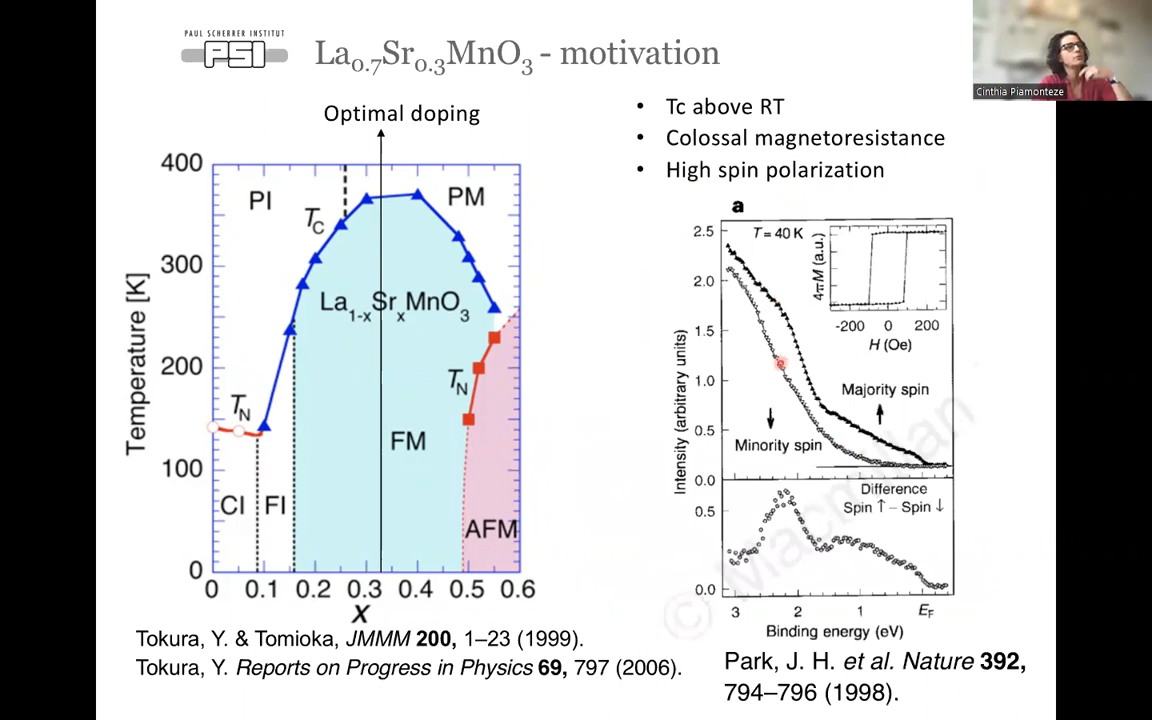 PAUL SCHERRER INSTITUT
PSI
La0.7Sr0.3MnO3 - motivation
Cinthia Piamonteze
Optimal doping
• Tc above RT
• Colossal magnetoresistance
• High spin polarization
400
300
200
100
0
Temperature [K]
PI
PM
TC
La1-xSrxMnO3
TN
TN
FM
CI
FI
AFM
0 0.1 0.2 0.3 0.4 0.5 0.6
X
Tokura, Y. & Tomioka, JMMM 200, 1–23 (1999).
Tokura, Y. Reports on Progress in Physics 69, 797 (2006).
a
2.5
2.0
1.5
1.0
0.5
0.0
0.5
0.0
Intensity (arbitrary units)
T = 40 K
4πM (a.u.)
-200 0 200
H (Oe)
Majority spin
Minority spin
Difference
Spin ↑ – Spin ↓
© Macmillan
3 2 1 EF
Binding energy (eV)
Park, J. H. et al. Nature 392,
794–796 (1998).